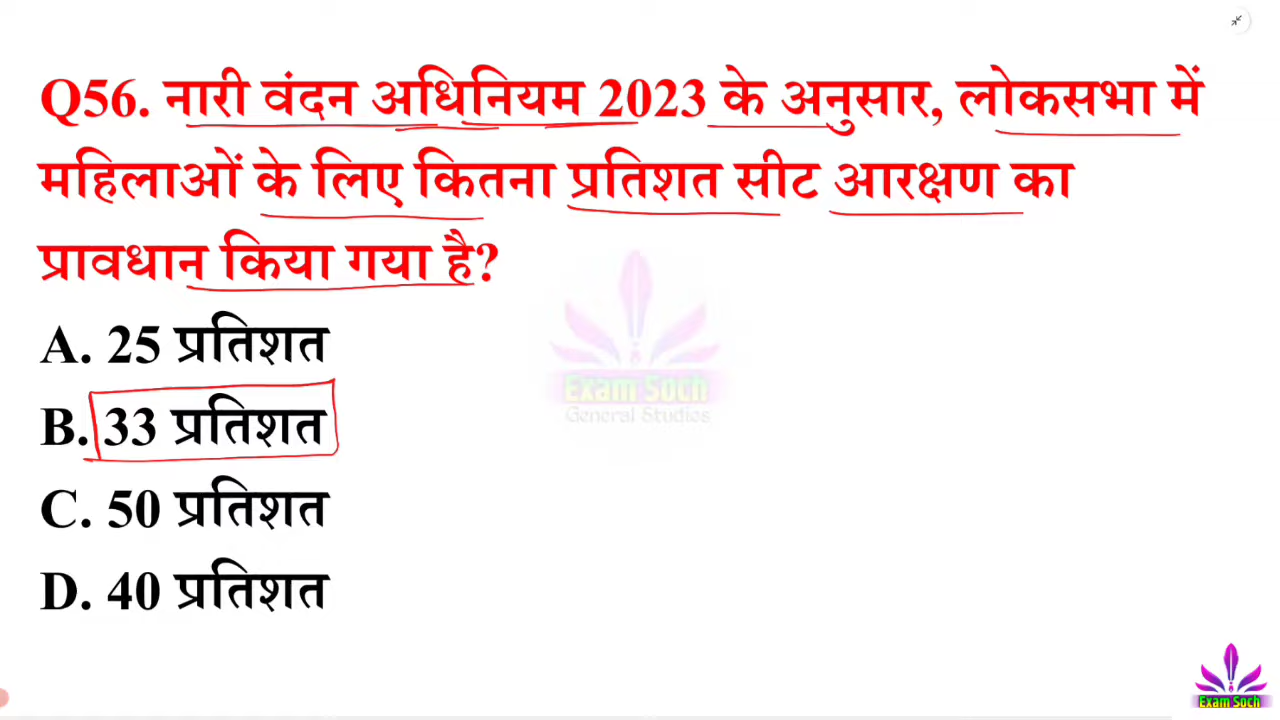 Q56. नारी वंदन अधिनियम 2023 के अनुसार, लोकसभा में
महिलाओं के लिए कितना प्रतिशत सीट आरक्षण का
प्रावधान किया गया है?
A. 25 प्रतिशत
B. 33 प्रतिशत
C. 50 प्रतिशत
D. 40 प्रतिशत
Exam Soch
General Studies
Exam Soch